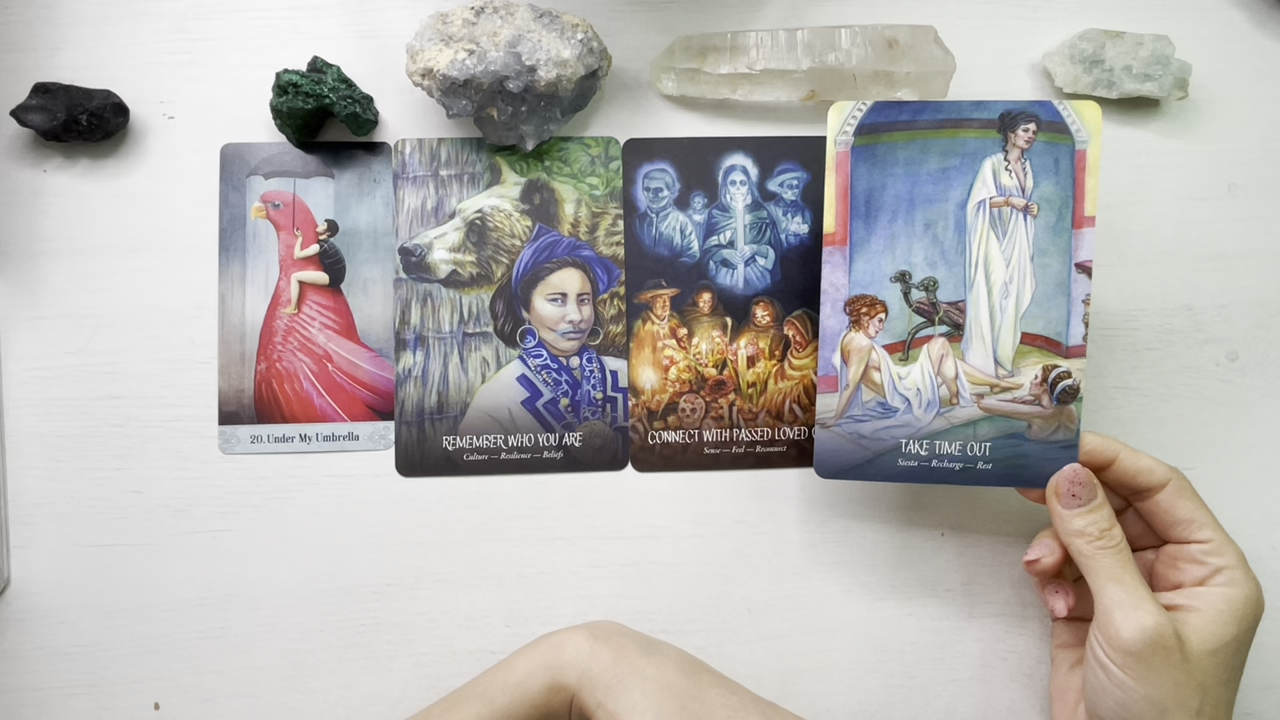 20. Under My Umbrella
REMEMBER WHO YOU ARE
Culture — Resilience — Beliefs
CONNECT WITH PASSED LOVED
Sense — Feel — Reconnect
TAKE TIME OUT
Siesta — Recharge — Rest